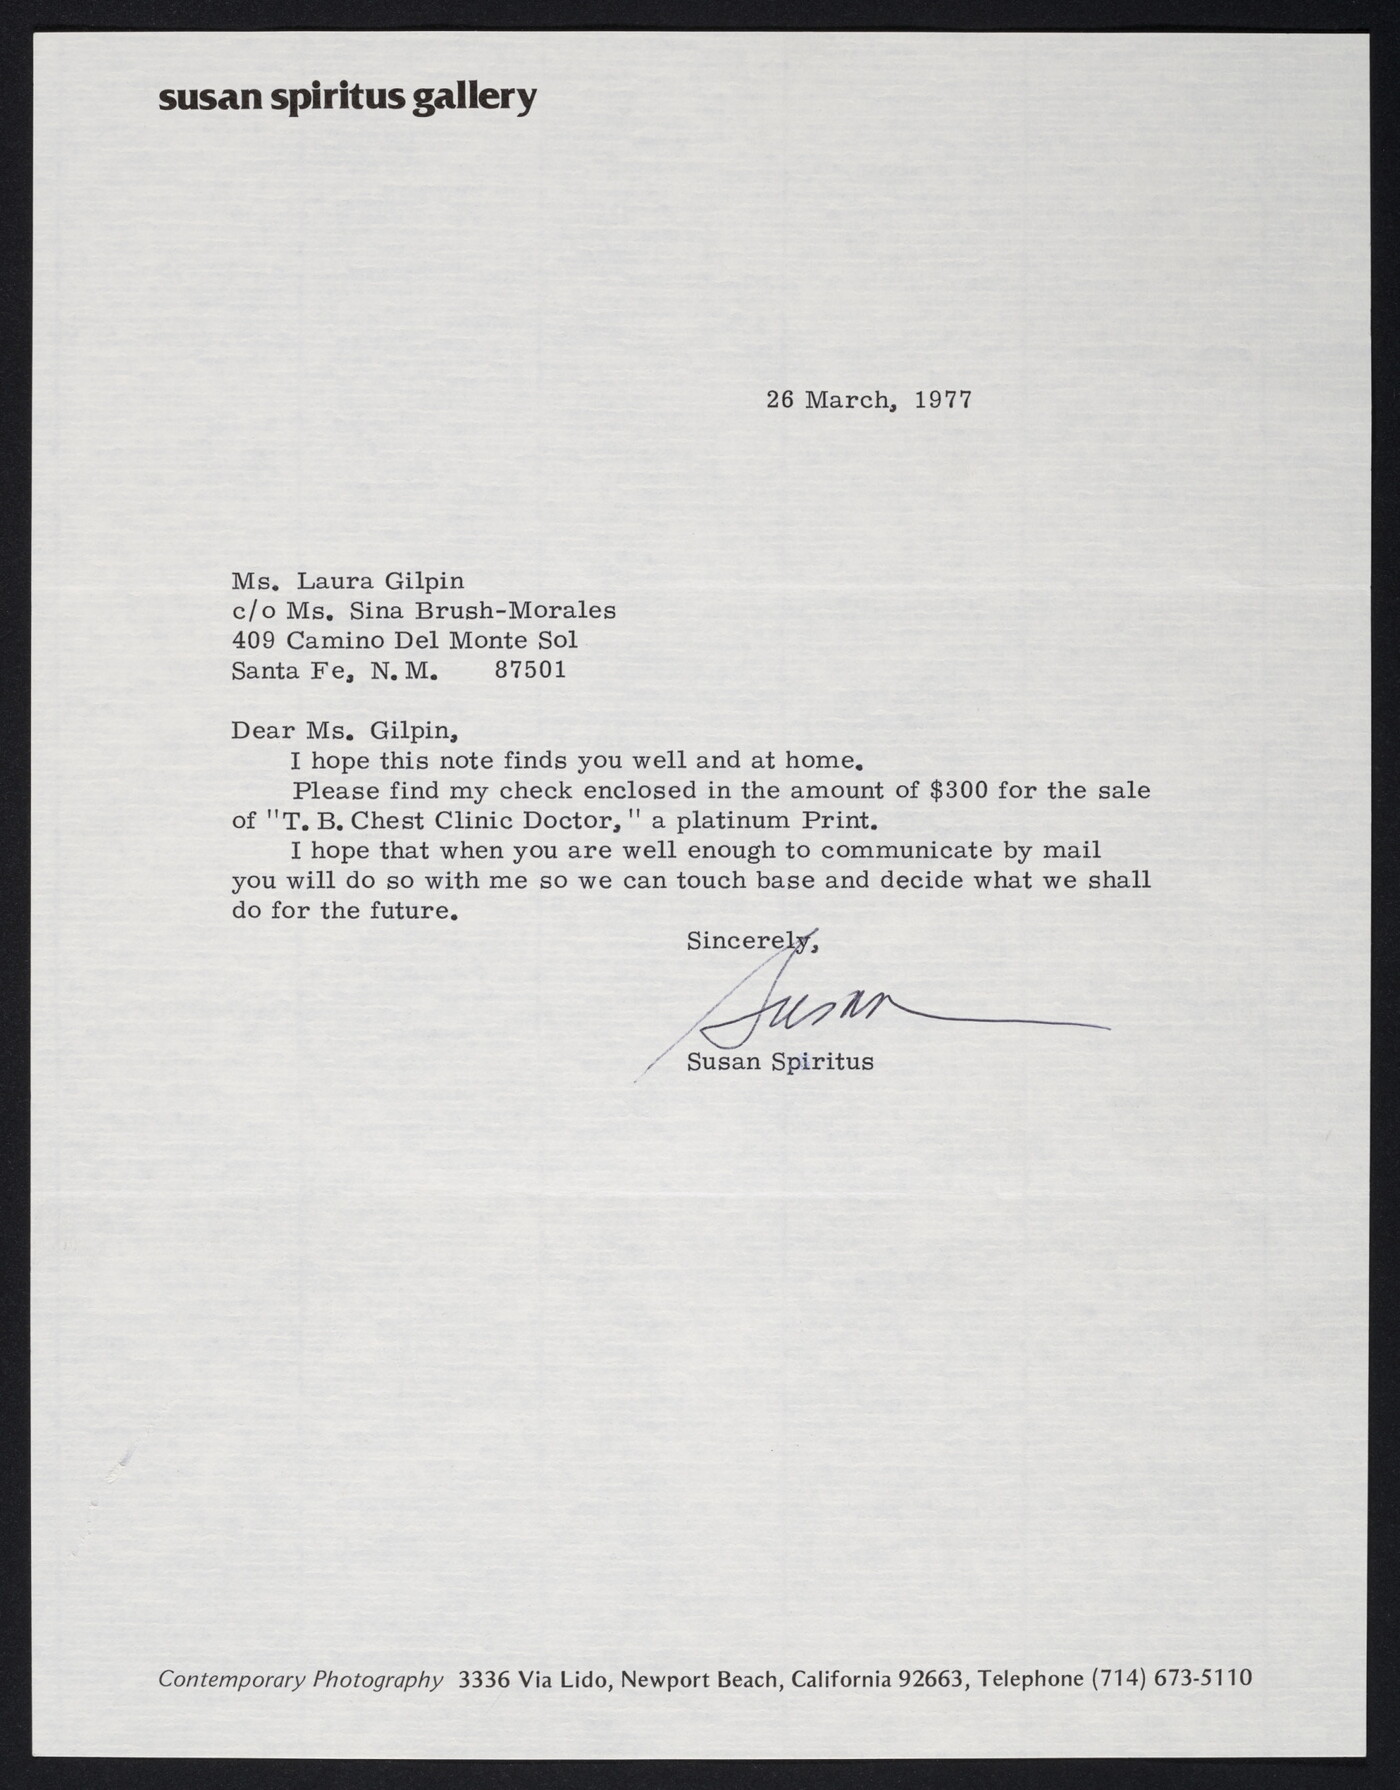 susan spiritus gallery
26 March, 1977
Ms. Laura Gilpin
c/o Ms. Sina Brush-Morales
409 Camino Del Monte Sol
Santa Fe, N.M. 87501
Dear Ms. Gilpin,
I hope this note finds you well and at home.
Please find my check enclosed in the amount of $300 for the sale
of "T.B. Chest Clinic Doctor," a platinum Print.
I hope that when you are well enough to communicate by mail
you will do so with me so we can touch base and decide what we shall
do for the future.
Sincerely,
Susan
Susan Spiritus
Contemporary Photography 3336 Via Lido, Newport Beach, California 92663, Telephone (714) 673-5110